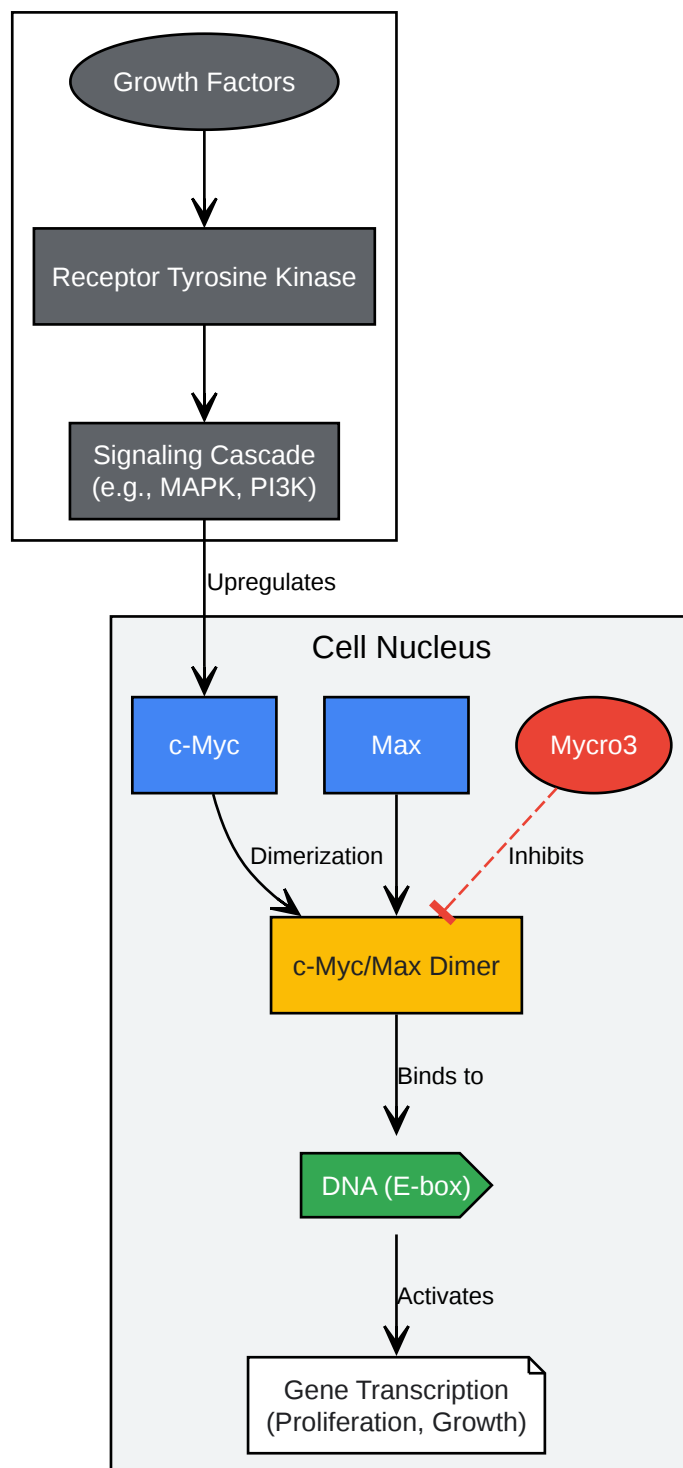 Growth Factors
Receptor Tyrosine Kinase
Signaling Cascade
(e.g., MAPK, PI3K)
Upregulates
Cell Nucleus
c-Myc
Max
Mycro3
Dimerization
Inhibits
c-Myc/Max Dimer
Binds to
DNA (E-box)
Activates
Gene Transcription
(Proliferation, Growth)